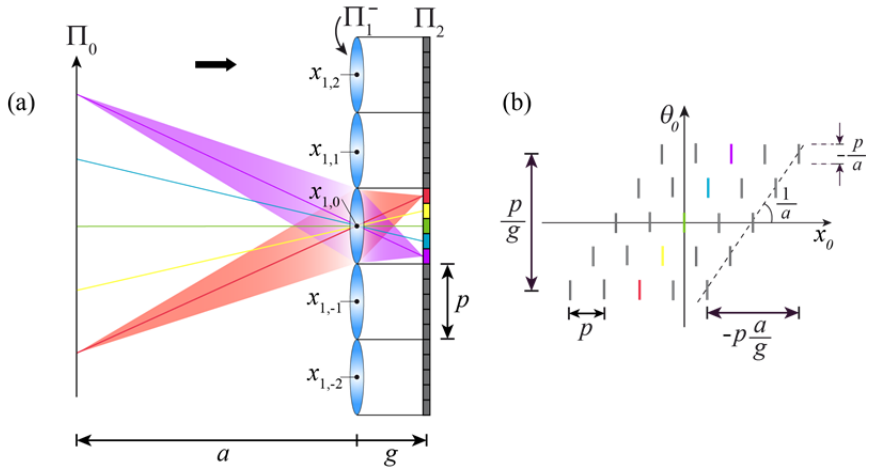 (a)
Π₀
Π₁⁻
Π₂
x₁,₂
x₁,₁
x₁,₀
x₁,₋₁
x₁,₋₂
p
a
g
(b)
θ₀
x₀
p/g
-p/a
1/a
p
-p a/g